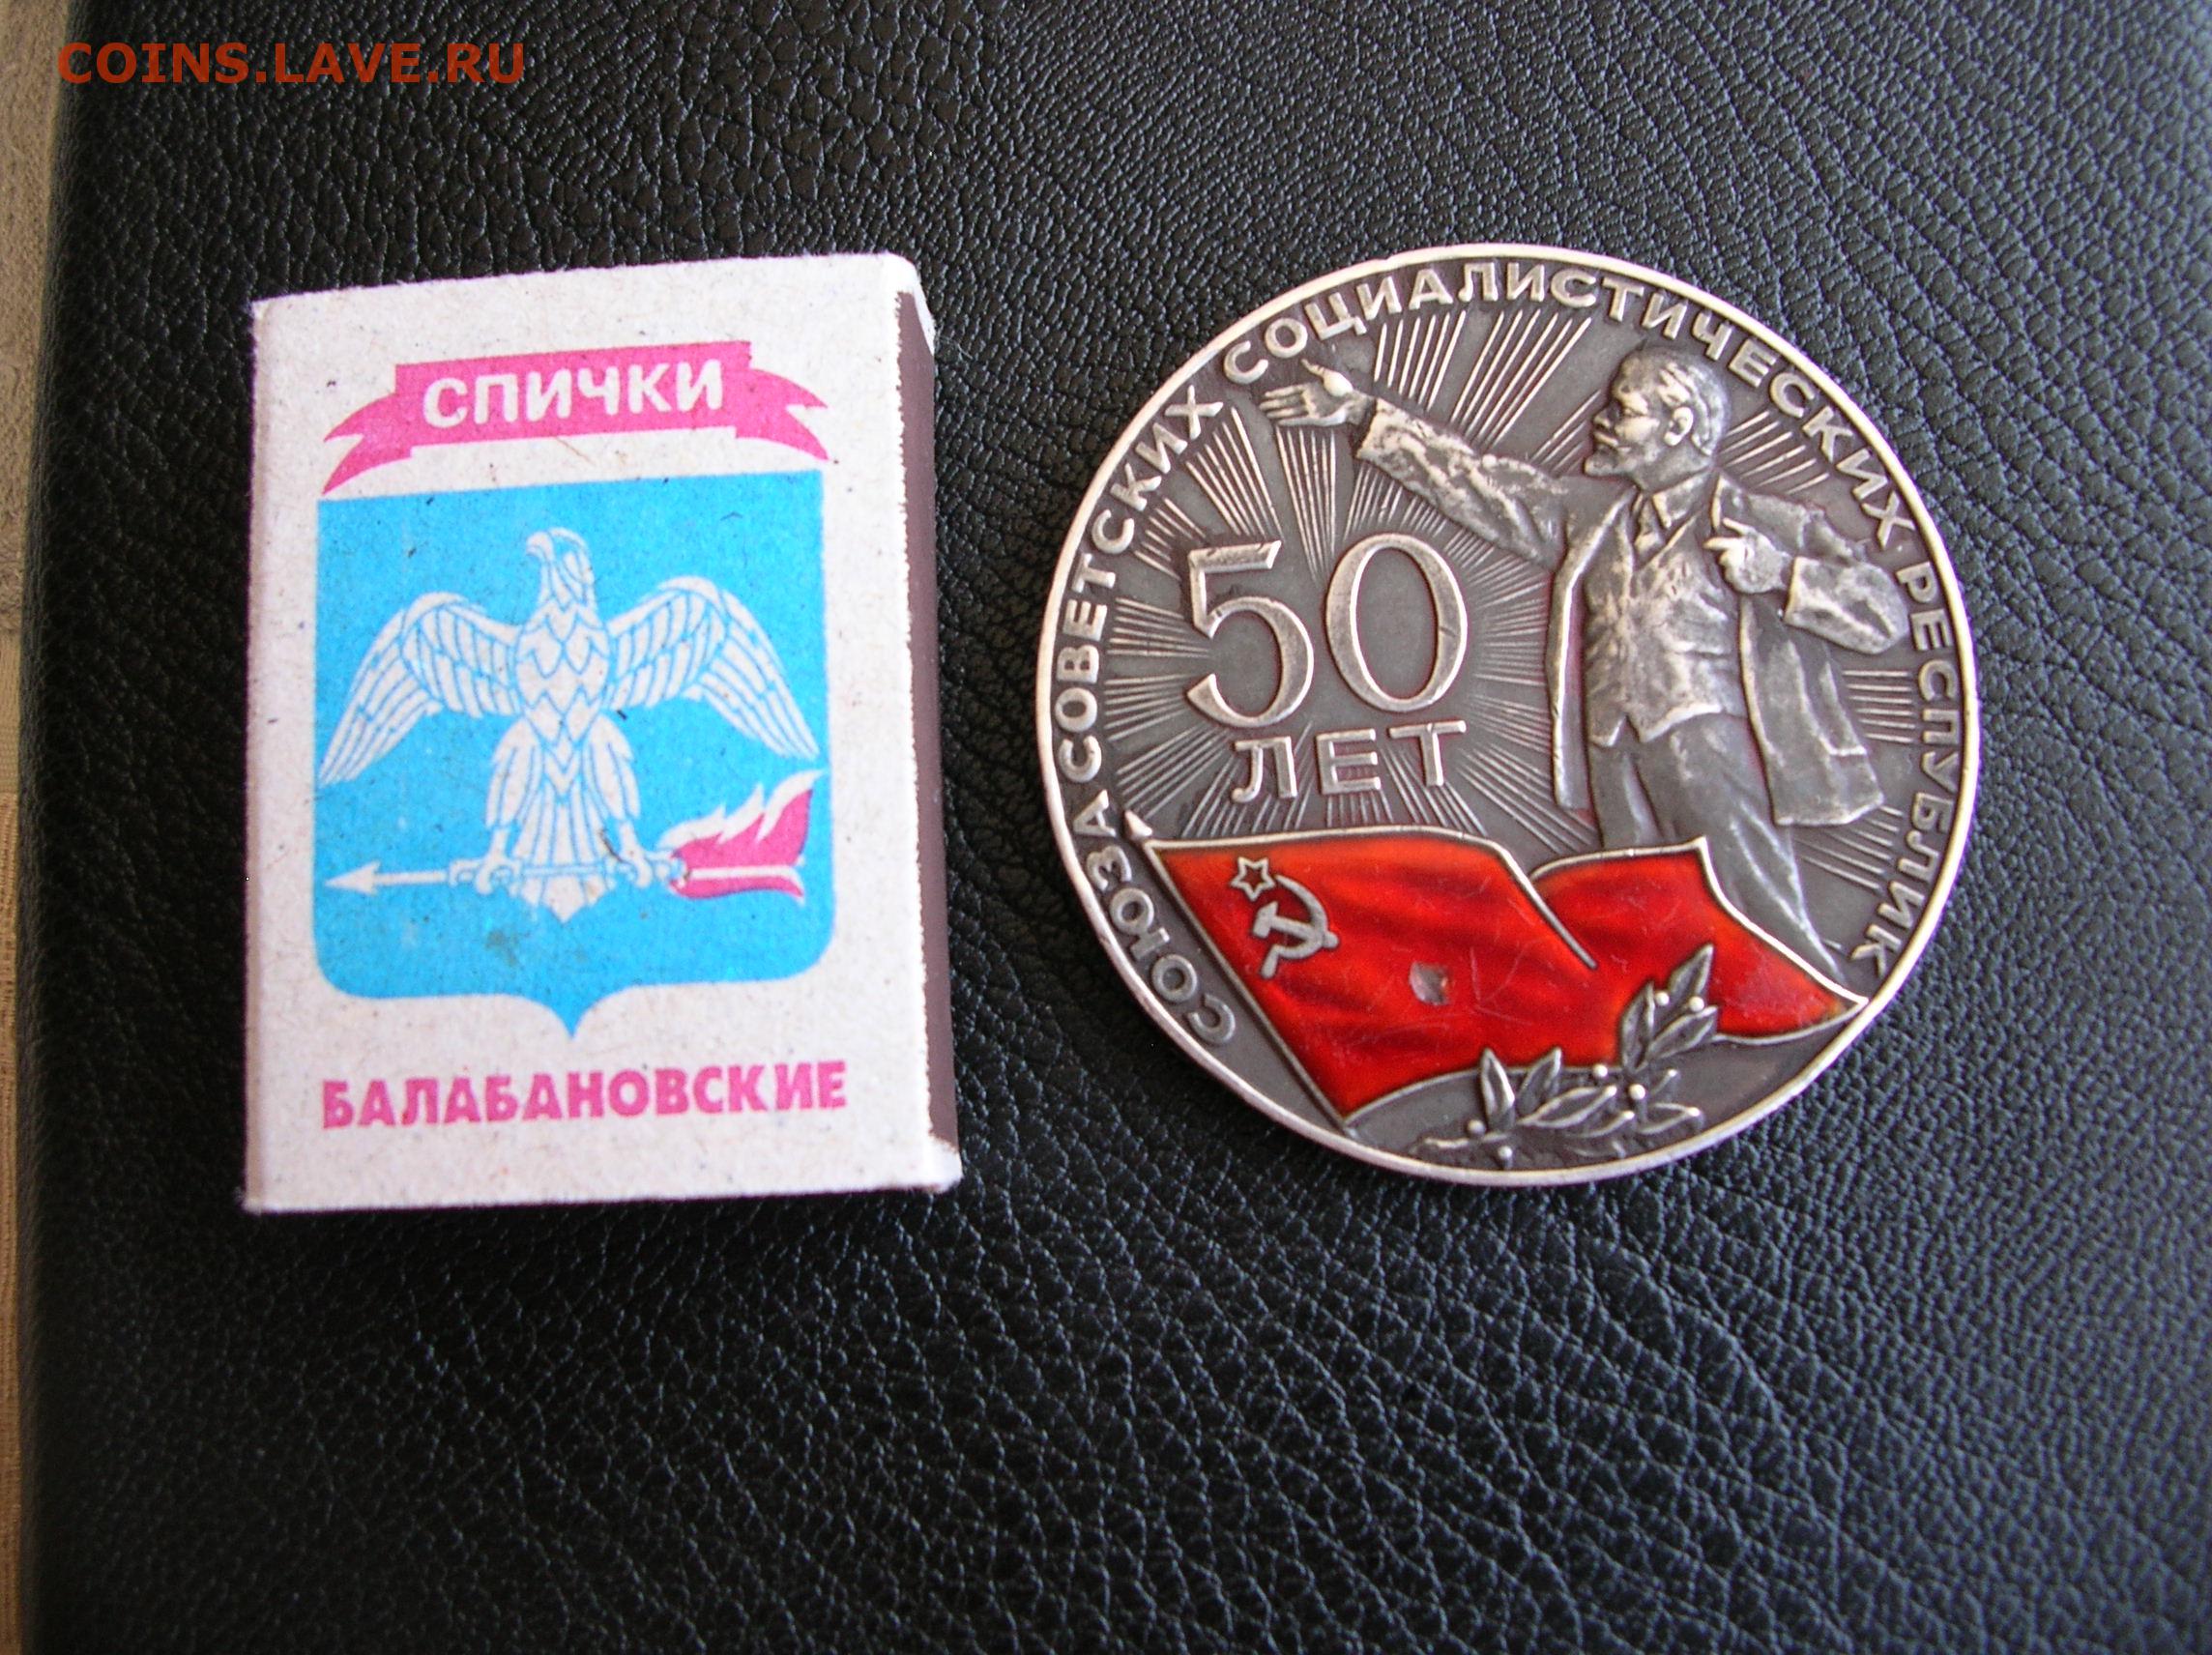 COINS.LAVE.RU
СПИЧКИ
БАЛАБАНОВСКИЕ
СОЮЗА СОВЕТСКИХ СОЦИАЛИСТИЧЕСКИХ РЕСПУБЛИК
50
ЛЕТ